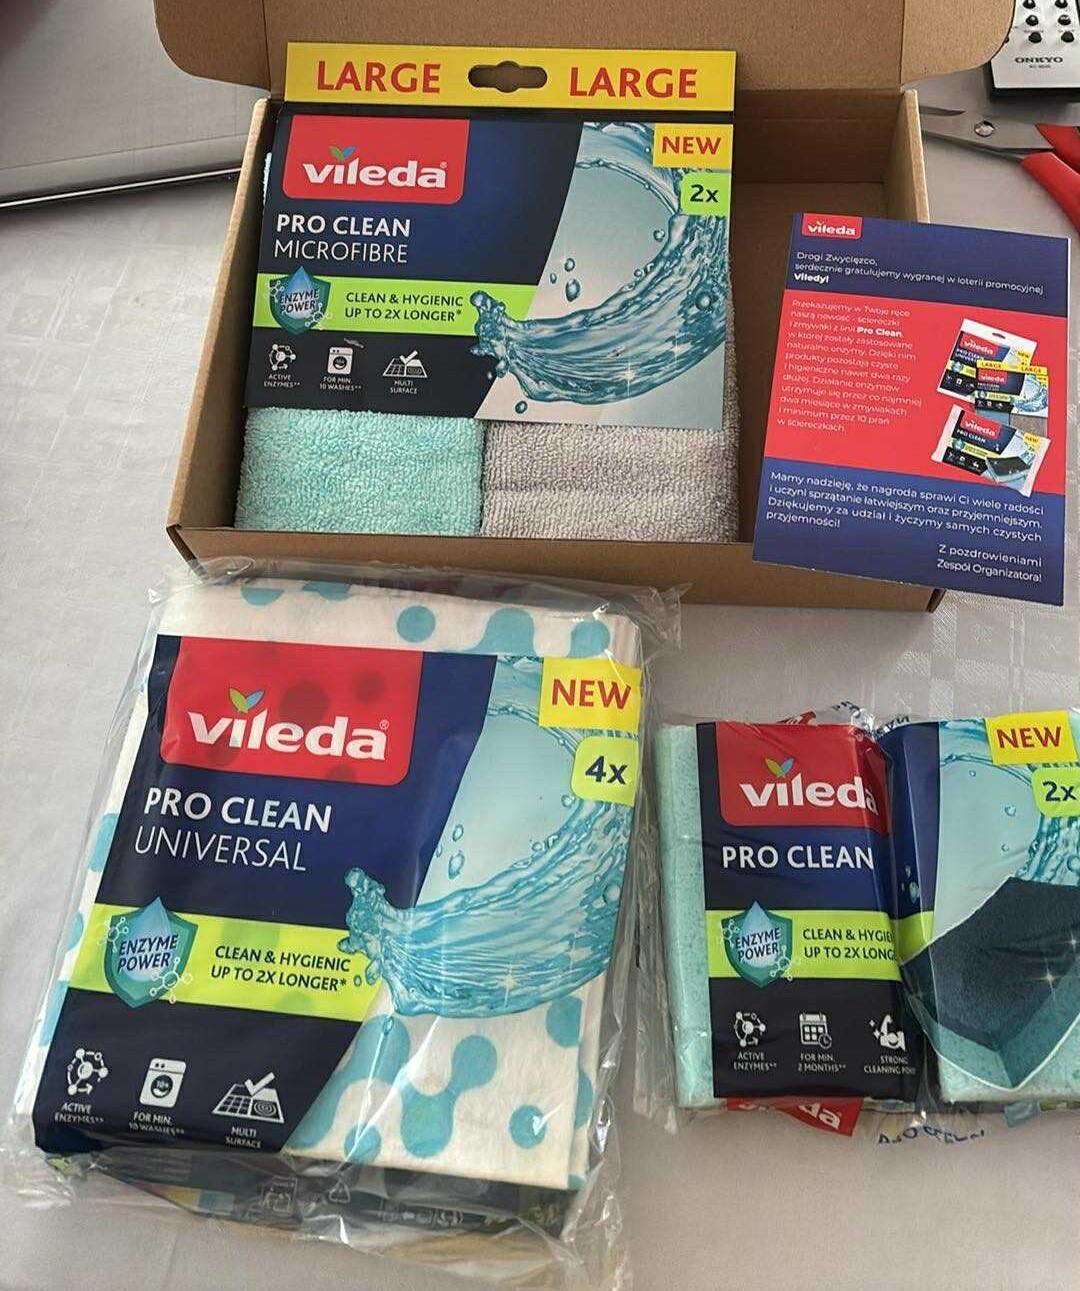 LARGE LARGE
vileda
NEW
2x
PRO CLEAN
MICROFIBRE
ENZYME
POWER
CLEAN & HYGIENIC
UP TO 2X LONGER*
ACTIVE
ENZYMES**
FOR MIN.
10 WASHES**
MULTI
SURFACE
ONKYO
vileda
Drogi Zwycięzco,
serdecznie gratulujemy wygranej w loterii promocyjnej
Viledy!
Przekazujemy w Twoje ręce
naszą nowość - ściereczki
i zmywaki z linii Pro Clean,
w której zostały zastosowane
naturalne enzymy. Dzięki nim
produkty pozostają czyste
i higieniczne nawet dwa razy
dłużej. Działanie enzymów
utrzymuje się przez co najmniej
dwa miesiące w zmywakach
i minimum przez 10 prań
w ściereczkach.
Mamy nadzieję, że nagroda sprawi Ci wiele radości
i uczyni sprzątanie łatwiejszym oraz przyjemniejszym.
Dziękujemy za udział i życzymy samych czystych
przyjemności!
Z pozdrowieniami
Zespół Organizatora!
vileda
NEW
4x
PRO CLEAN
UNIVERSAL
ENZYME
POWER
CLEAN & HYGIENIC
UP TO 2X LONGER*
ACTIVE
ENZYMES**
FOR MIN.
10 WASHES**
MULTI
SURFACE
vileda
NEW
2x
PRO CLEAN
ENZYME
POWER
CLEAN & HYGIE
UP TO 2X LONG
ACTIVE
ENZYMES**
FOR MIN.
2 MONTHS**
STRONG
CLEANING